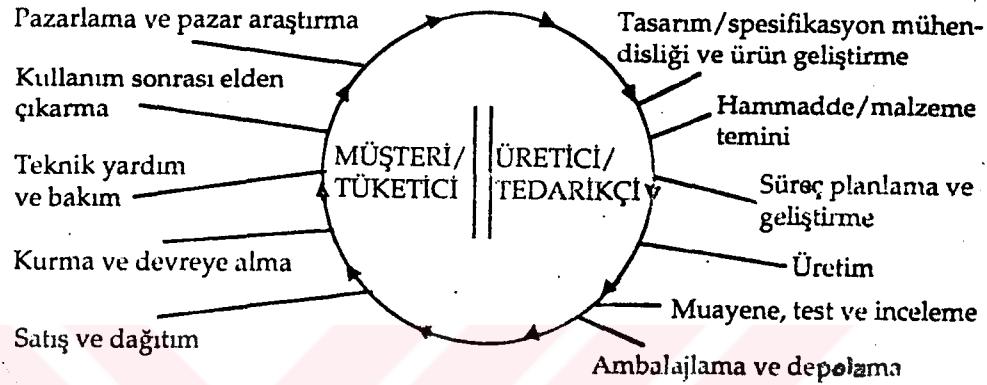 Pazarlama ve pazar araştırma
Tasarım/spesifikasyon mühen-
disliği ve ürün geliştirme
Kullanım sonrası elden
çıkarma
Hammadde/malzeme
temini
MÜŞTERİ/
TÜKETİCİ
ÜRETİCİ/
TEDARİKÇİ
Teknik yardım
ve bakım
Süreç planlama ve
geliştirme
Kurma ve devreye alma
Üretim
Muayene, test ve inceleme
Satış ve dağıtım
Ambalajlama ve depolama